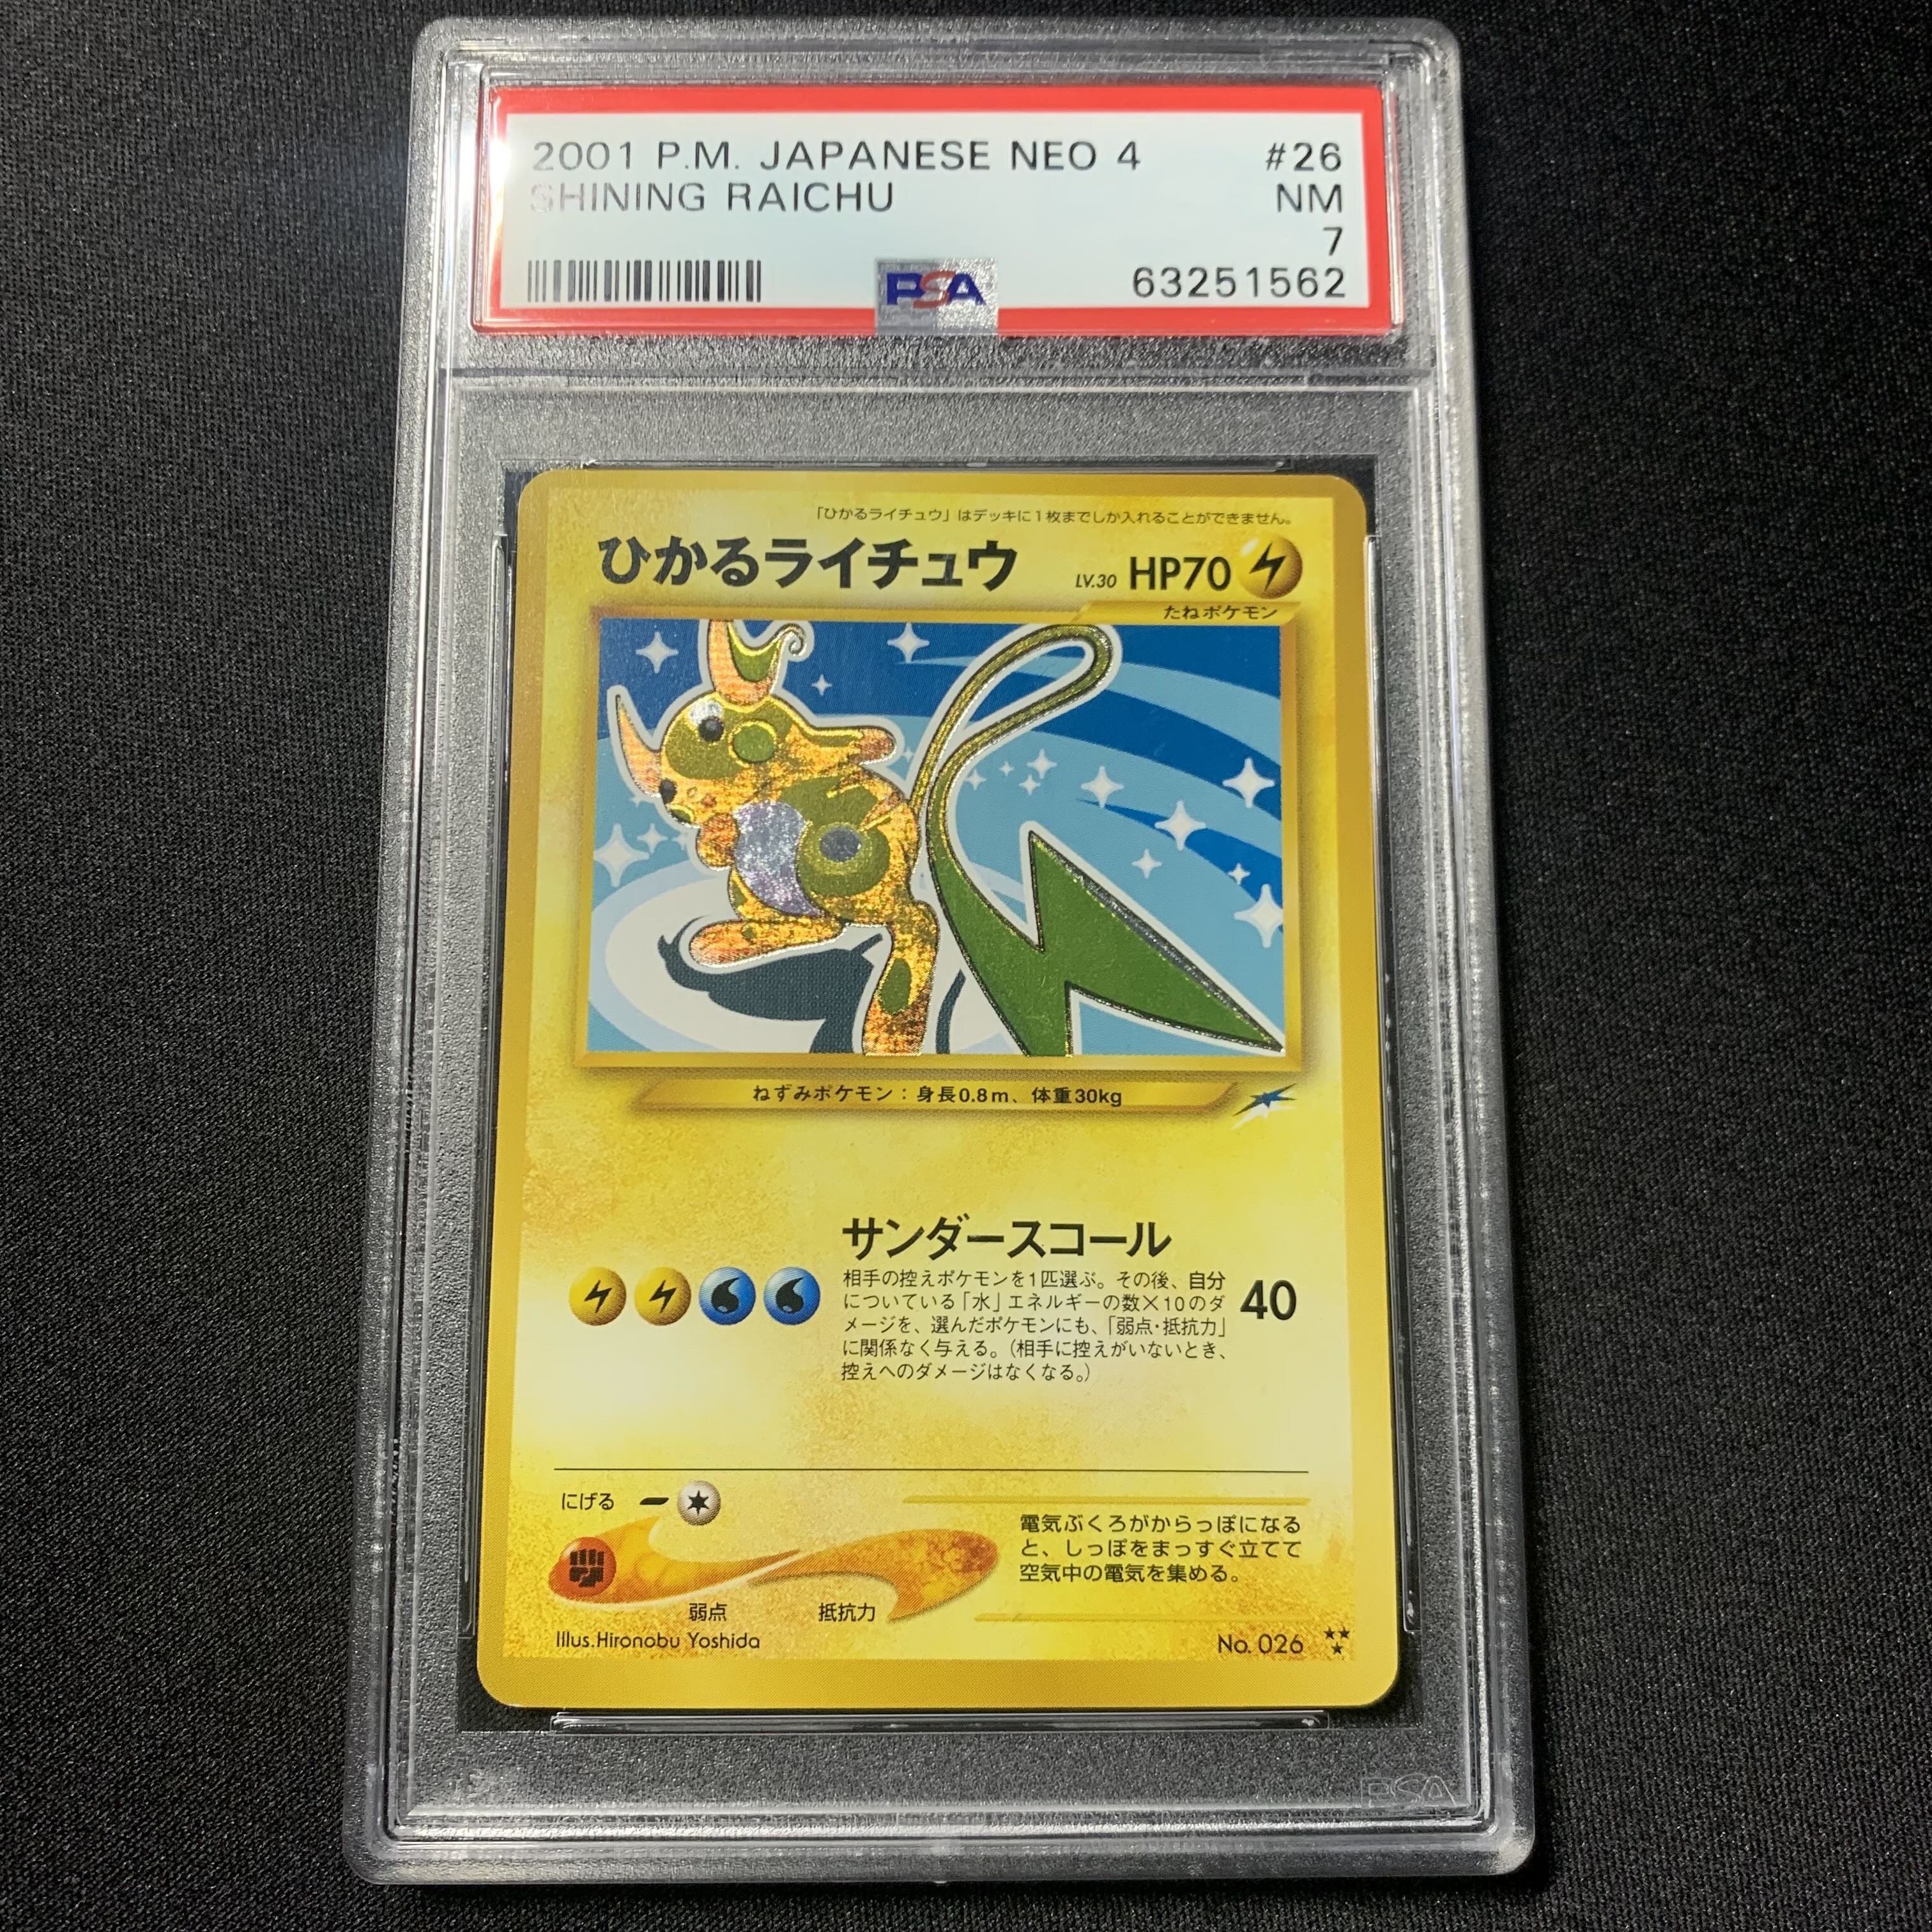 2001 P.M. JAPANESE NEO 4 #26
SHINING RAICHU NM
7
PSA 63251562
「ひかるライチュウ」はデッキに1枚までしか入れることができません。
ひかるライチュウ LV.30 HP70
たねポケモン
ねずみポケモン：身長0.8m、体重30kg
サンダースコール
相手の控えポケモンを1匹選ぶ。その後、自分
についている「水」エネルギーの数×10のダ
メージを、選んだポケモンにも、「弱点・抵抗力」
に関係なく与える。（相手に控えがいないとき、
控えへのダメージはなくなる。）
40
にげる
電気ぶくろがからっぽになる
と、しっぽをまっすぐ立てて
空気中の電気を集める。
弱点 抵抗力
Illus.Hironobu Yoshida No. 026
PSA